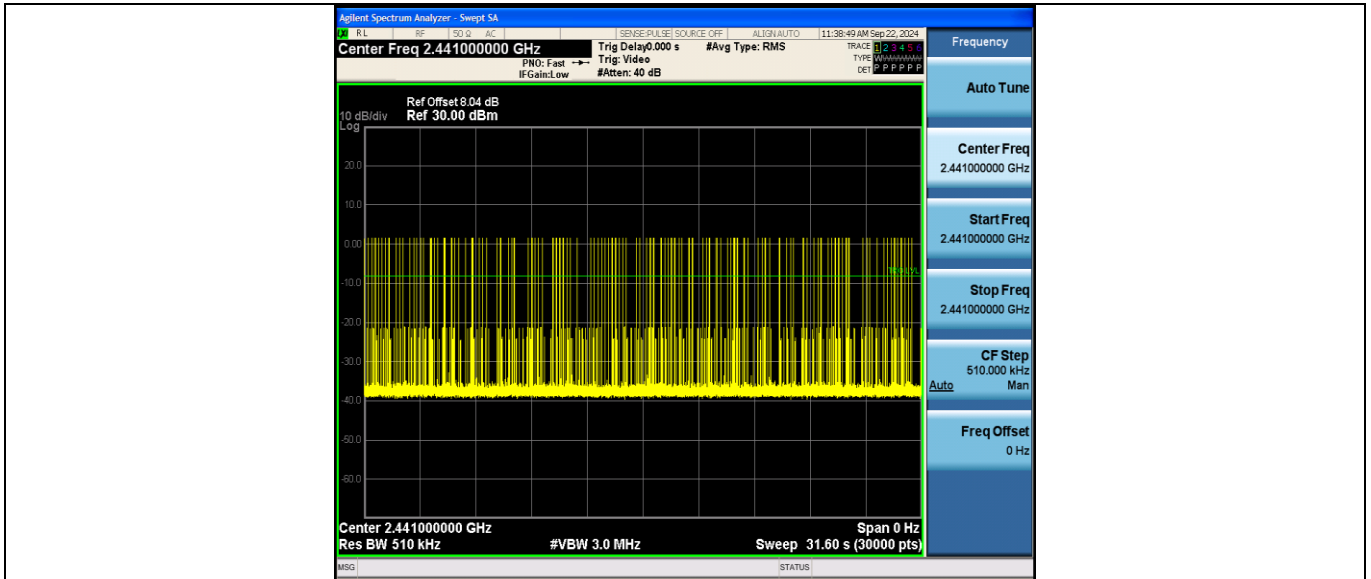 Agilent Spectrum Analyzer - Swept SA
LXI RL RF 50 Ω AC SENSE:PULSE SOURCE OFF ALIGN AUTO 11:38:49 AM Sep 22, 2024
Center Freq 2.441000000 GHz
PNO: Fast
IFGain:Low
Trig Delay0.000 s
Trig: Video
#Atten: 40 dB
#Avg Type: RMS
TRACE 1 2 3 4 5 6
TYPE
DET P P P P P P
Ref Offset 8.04 dB
10 dB/div Ref 30.00 dBm
Log
20.0
10.0
0.00
TRIG LVL
-10.0
-20.0
-30.0
-40.0
-50.0
-60.0
Center 2.441000000 GHz Span 0 Hz
Res BW 510 kHz #VBW 3.0 MHz Sweep 31.60 s (30000 pts)
MSG STATUS
Frequency
Auto Tune
Center Freq
2.441000000 GHz
Start Freq
2.441000000 GHz
Stop Freq
2.441000000 GHz
CF Step
510.000 kHz
Auto Man
Freq Offset
0 Hz